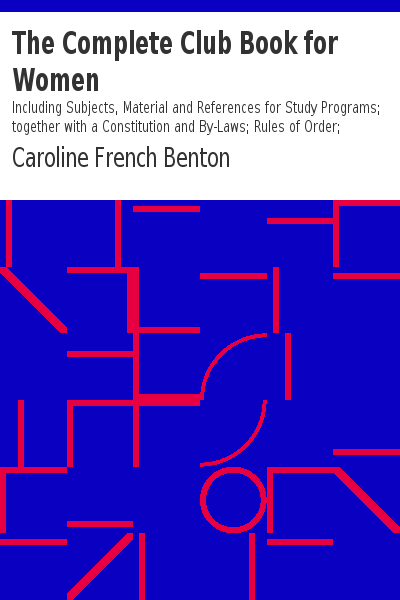 The Complete Club Book for
Women
Including Subjects, Material and References for Study Programs;
together with a Constitution and By-Laws; Rules of Order;
Caroline French Benton